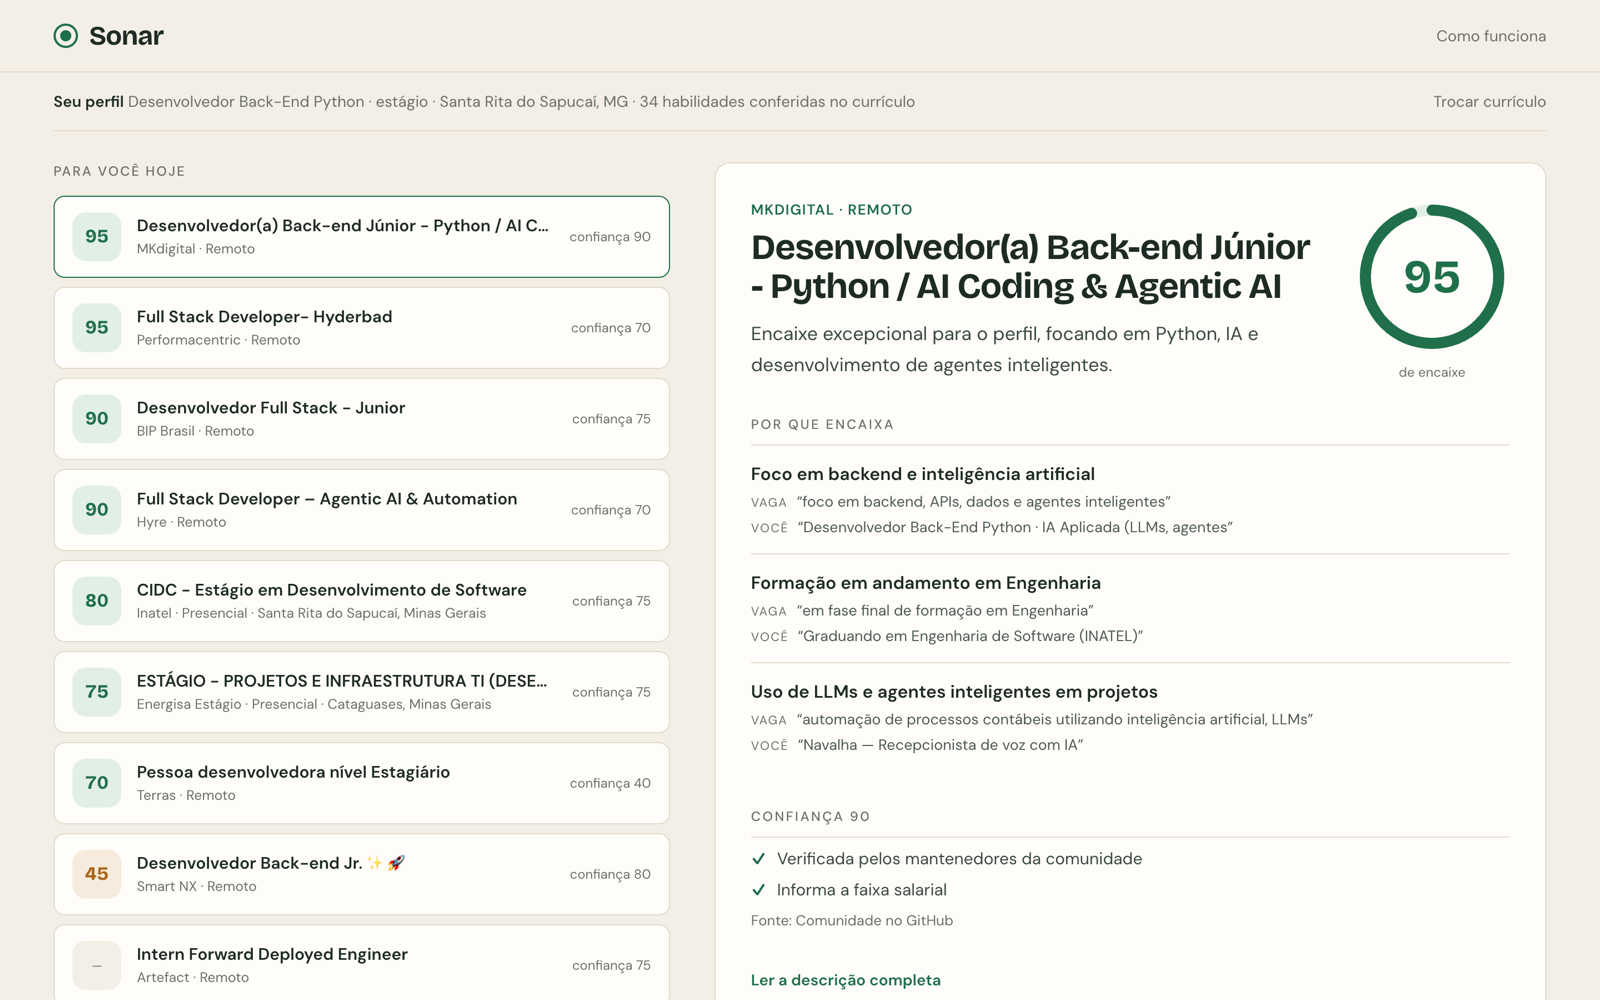 Sonar
Como funciona
Seu perfil Desenvolvedor Back-End Python · estágio · Santa Rita do Sapucaí, MG · 34 habilidades conferidas no currículo
Trocar currículo
PARA VOCÊ HOJE
95
Desenvolvedor(a) Back-end Júnior - Python / AI C...
MKdigital · Remoto
confiança 90
95
Full Stack Developer- Hyderbad
Performacentric · Remoto
confiança 70
90
Desenvolvedor Full Stack - Junior
BIP Brasil · Remoto
confiança 75
90
Full Stack Developer – Agentic AI & Automation
Hyre · Remoto
confiança 70
80
CIDC - Estágio em Desenvolvimento de Software
Inatel · Presencial · Santa Rita do Sapucaí, Minas Gerais
confiança 75
75
ESTÁGIO - PROJETOS E INFRAESTRUTURA TI (DESE...
Energisa Estágio · Presencial · Cataguases, Minas Gerais
confiança 75
70
Pessoa desenvolvedora nível Estagiário
Terras · Remoto
confiança 40
45
Desenvolvedor Back-end Jr. ✨ 🚀
Smart NX · Remoto
confiança 80
–
Intern Forward Deployed Engineer
Artefact · Remoto
confiança 75
MKDIGITAL · REMOTO
Desenvolvedor(a) Back-end Júnior
- Python / AI Coding & Agentic AI
Encaixe excepcional para o perfil, focando em Python, IA e
desenvolvimento de agentes inteligentes.
95
de encaixe
POR QUE ENCAIXA
Foco em backend e inteligência artificial
VAGA “foco em backend, APIs, dados e agentes inteligentes”
VOCÊ “Desenvolvedor Back-End Python · IA Aplicada (LLMs, agentes”
Formação em andamento em Engenharia
VAGA “em fase final de formação em Engenharia”
VOCÊ “Graduando em Engenharia de Software (INATEL)”
Uso de LLMs e agentes inteligentes em projetos
VAGA “automação de processos contábeis utilizando inteligência artificial, LLMs”
VOCÊ “Navalha — Recepcionista de voz com IA”
CONFIANÇA 90
✓ Verificada pelos mantenedores da comunidade
✓ Informa a faixa salarial
Fonte: Comunidade no GitHub
Ler a descrição completa